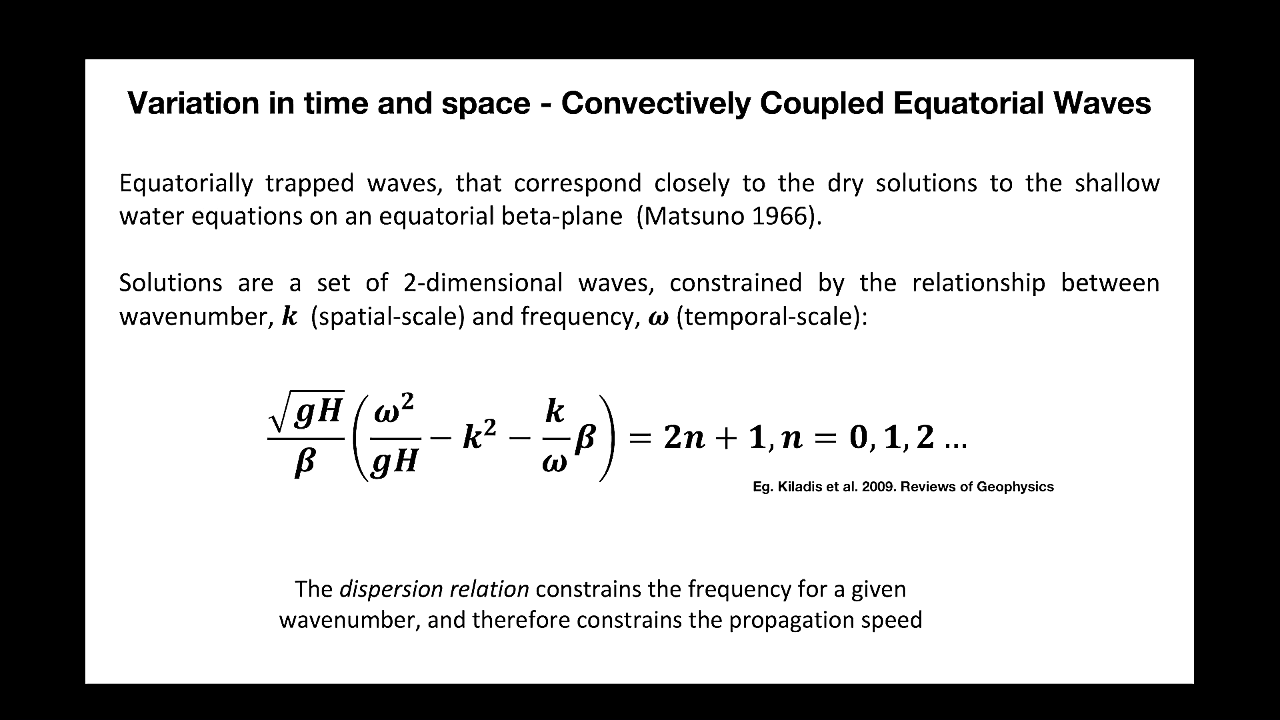 Variation in time and space - Convectively Coupled Equatorial Waves
Equatorially trapped waves, that correspond closely to the dry solutions to the shallow
water equations on an equatorial beta-plane (Matsuno 1966).
Solutions are a set of 2-dimensional waves, constrained by the relationship between
wavenumber, k (spatial-scale) and frequency, ω (temporal-scale):
√gH/β (ω²/gH − k² − k/ω β) = 2n + 1, n = 0, 1, 2 …
Eg. Kiladis et al. 2009. Reviews of Geophysics
The dispersion relation constrains the frequency for a given
wavenumber, and therefore constrains the propagation speed